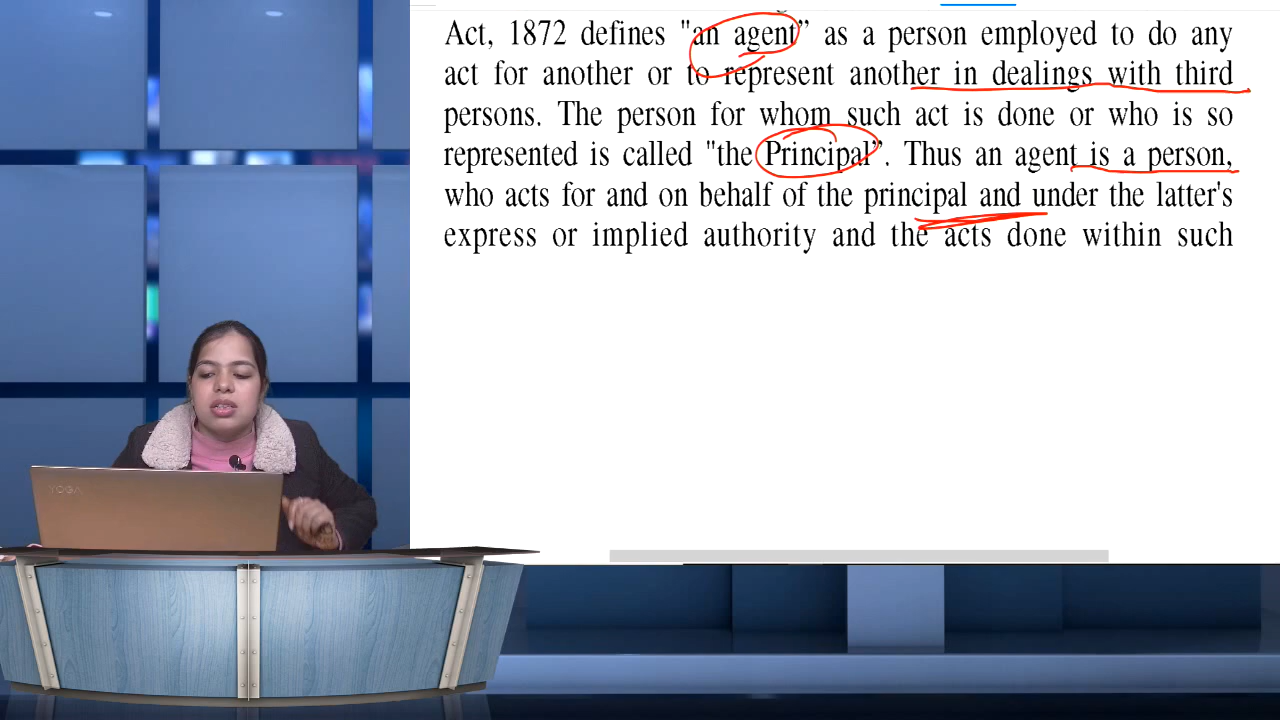 Act, 1872 defines "an agent” as a person employed to do any
act for another or to represent another in dealings with third
persons. The person for whom such act is done or who is so
represented is called "the Principal”. Thus an agent is a person,
who acts for and on behalf of the principal and under the latter's
express or implied authority and the acts done within such
YOGA